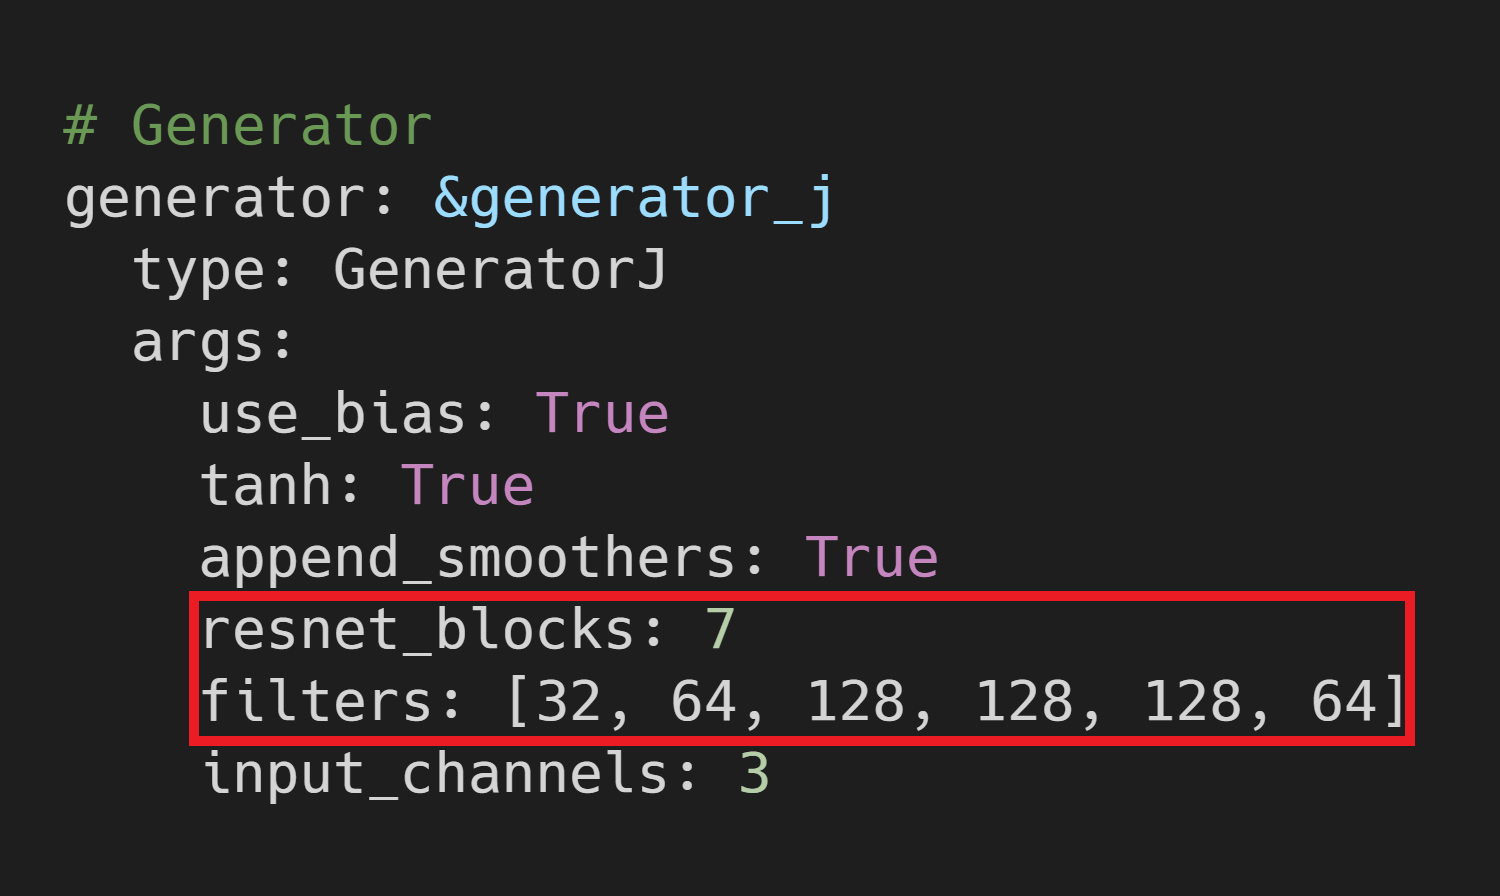 # Generator
generator: &generator_j
  type: GeneratorJ
  args:
    use_bias: True
    tanh: True
    append_smoothers: True
    resnet_blocks: 7
    filters: [32, 64, 128, 128, 128, 64]
    input_channels: 3